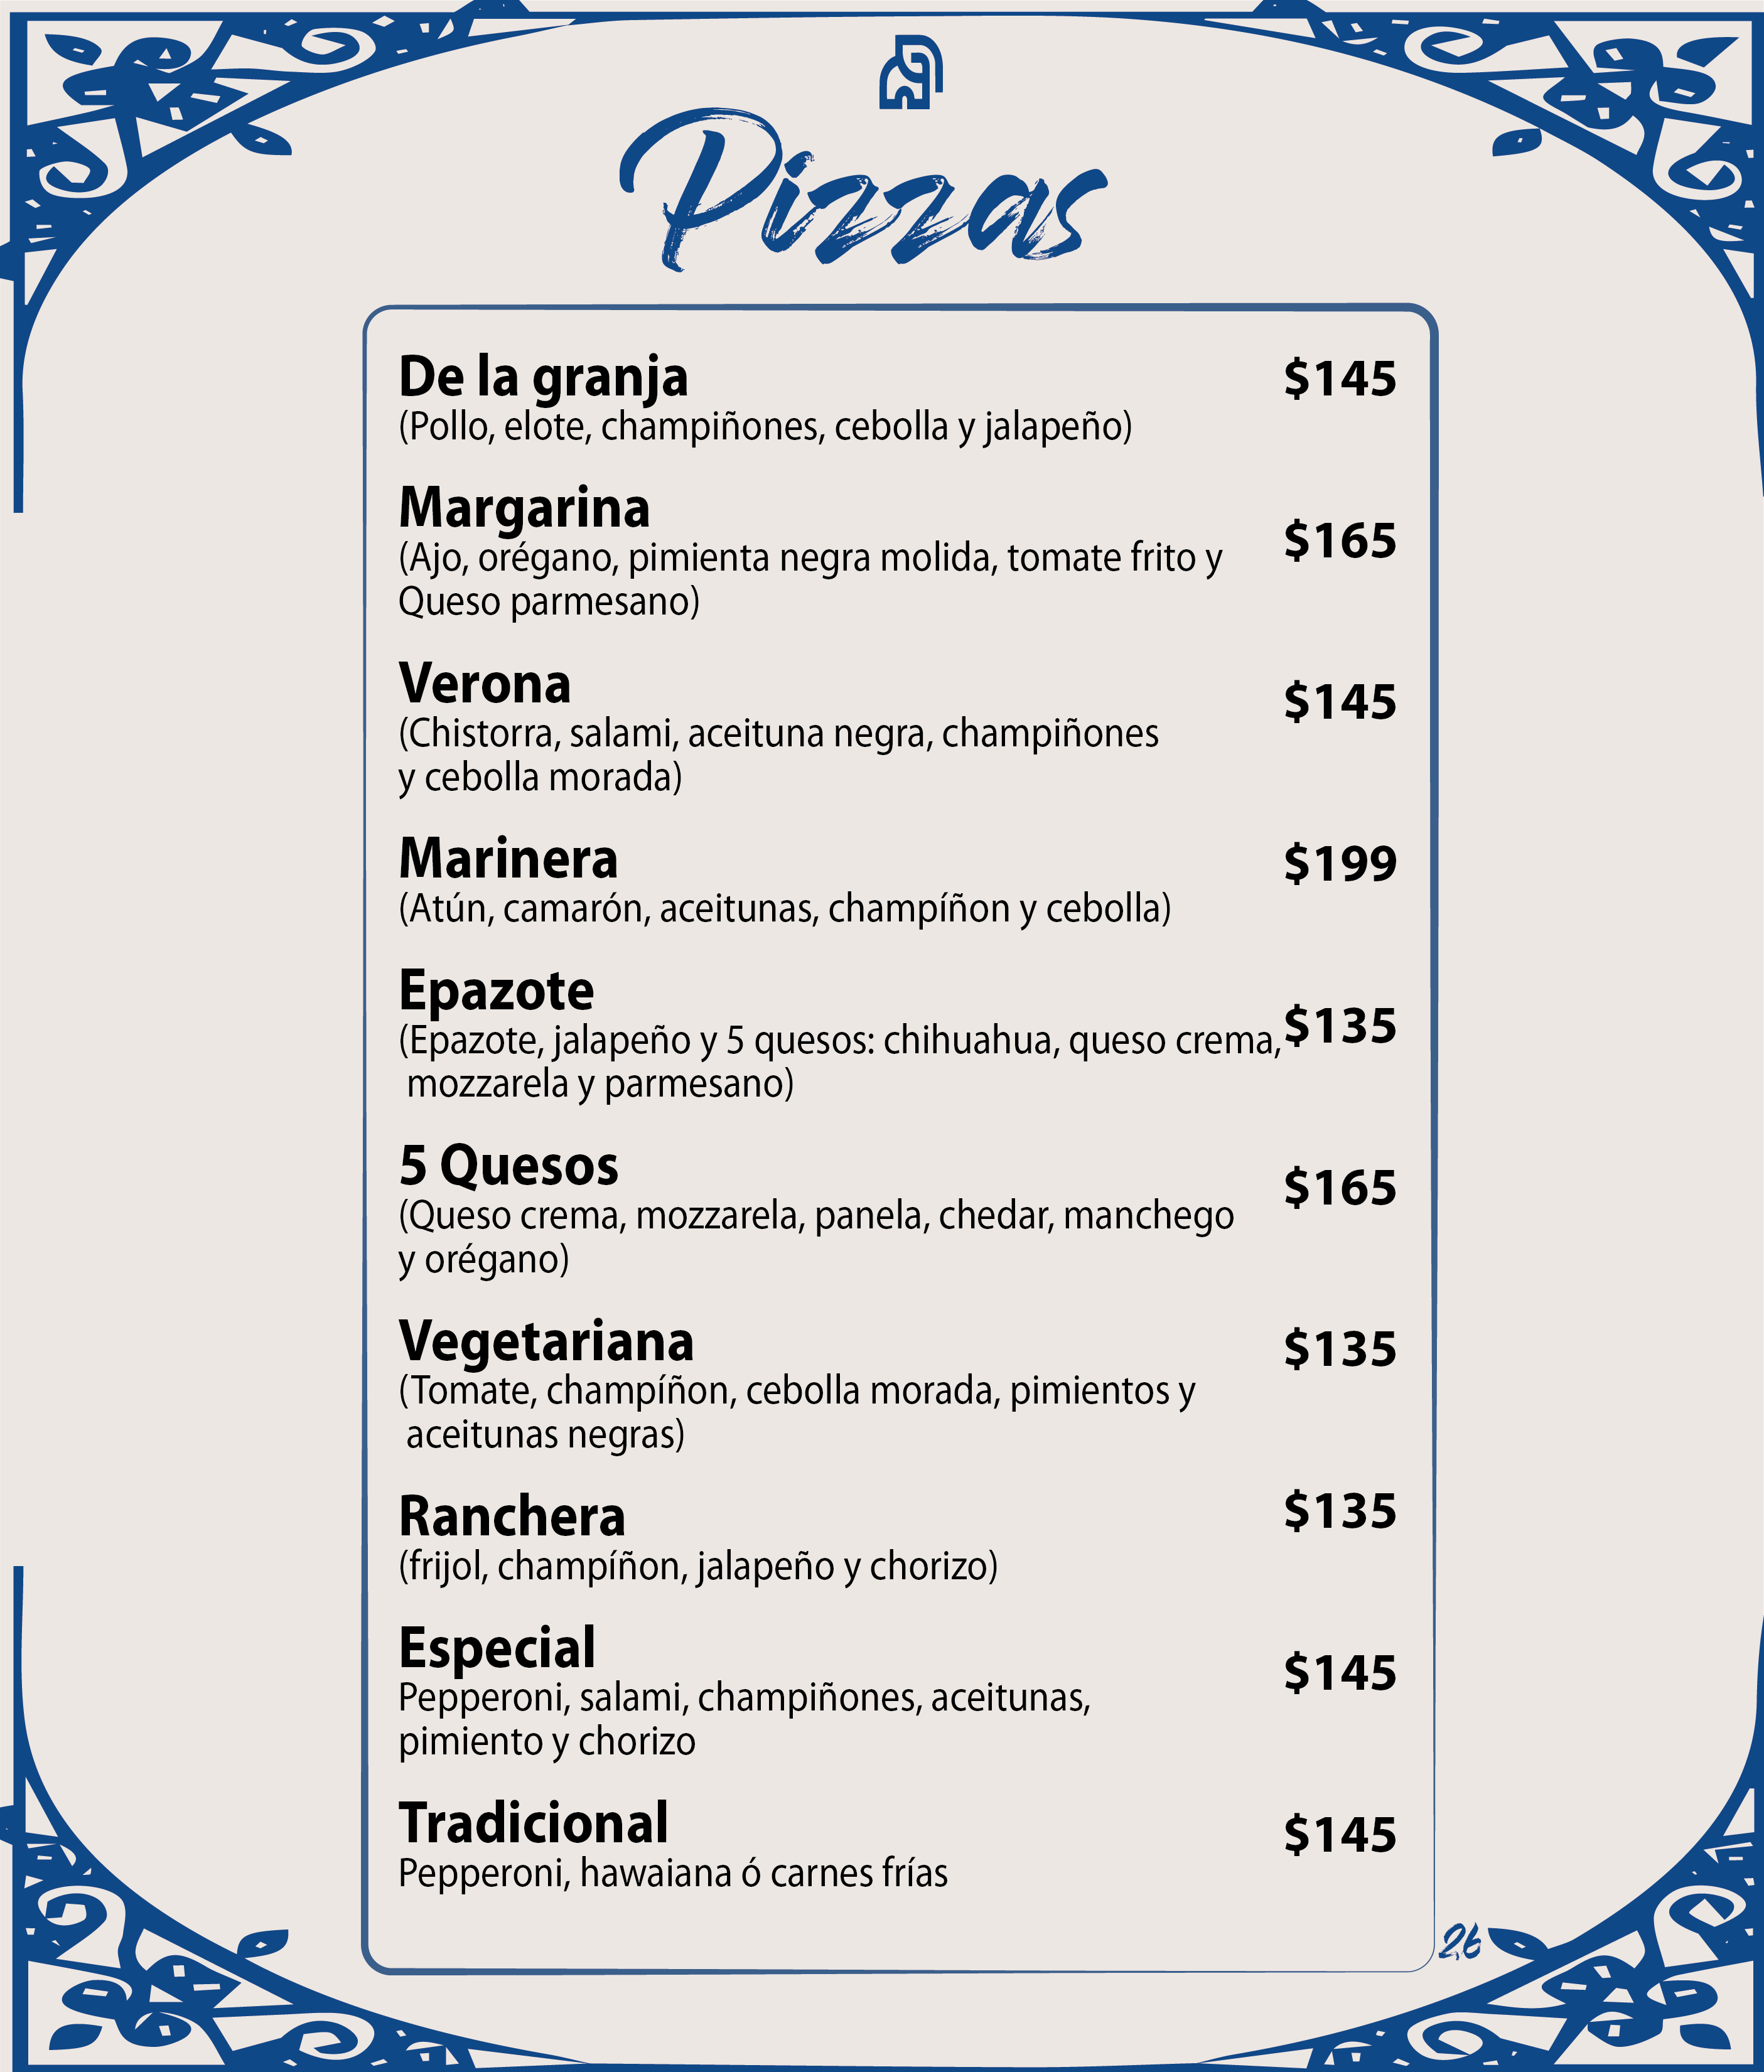 Pizzas
De la granja $145
(Pollo, elote, champiñones, cebolla y jalapeño)
Margarina $165
(Ajo, orégano, pimienta negra molida, tomate frito y
Queso parmesano)
Verona $145
(Chistorra, salami, aceituna negra, champiñones
y cebolla morada)
Marinera $199
(Atún, camarón, aceitunas, champíñon y cebolla)
Epazote $135
(Epazote, jalapeño y 5 quesos: chihuahua, queso crema,
mozzarela y parmesano)
5 Quesos $165
(Queso crema, mozzarela, panela, chedar, manchego
y orégano)
Vegetariana $135
(Tomate, champíñon, cebolla morada, pimientos y
aceitunas negras)
Ranchera $135
(frijol, champíñon, jalapeño y chorizo)
Especial $145
Pepperoni, salami, champiñones, aceitunas,
pimiento y chorizo
Tradicional $145
Pepperoni, hawaiana ó carnes frías
26